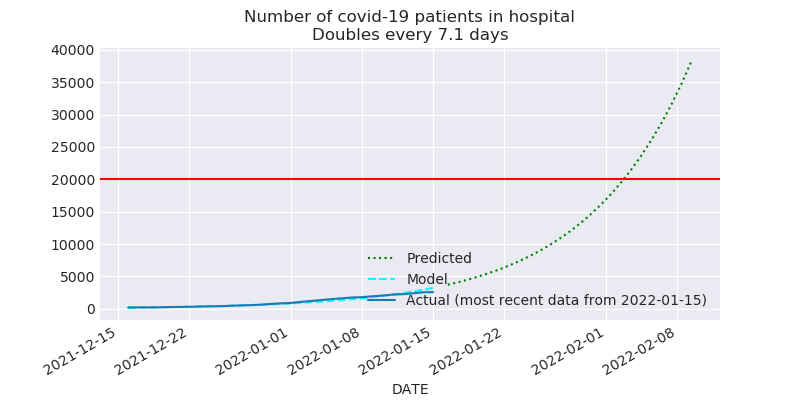 Number of covid-19 patients in hospital
Doubles every 7.1 days
40000
35000
30000
25000
20000
15000
10000
5000
0
Predicted
Model
Actual (most recent data from 2022-01-15)
2021-12-15
2021-12-22
2022-01-01
2022-01-08
2022-01-15
2022-01-22
2022-02-01
2022-02-08
DATE